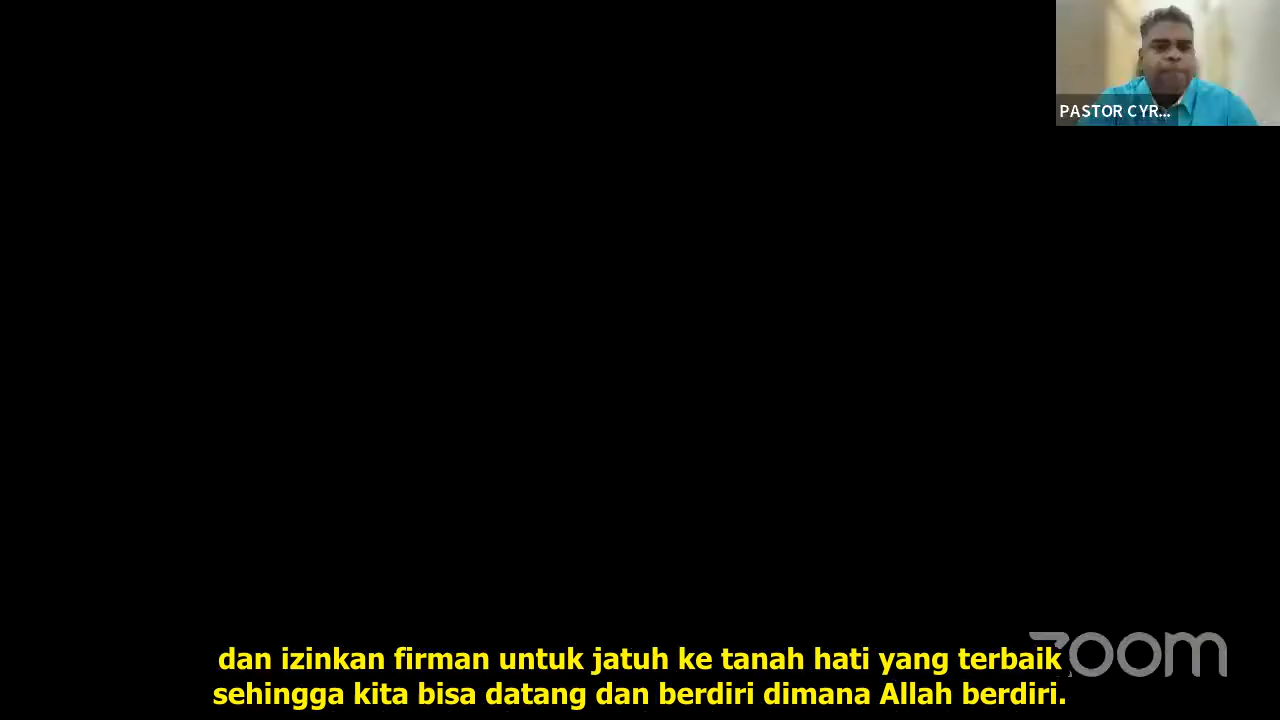 PASTOR CYR...
dan izinkan firman untuk jatuh ke tanah hati yang terbaik
zoom
sehingga kita bisa datang dan berdiri dimana Allah berdiri.